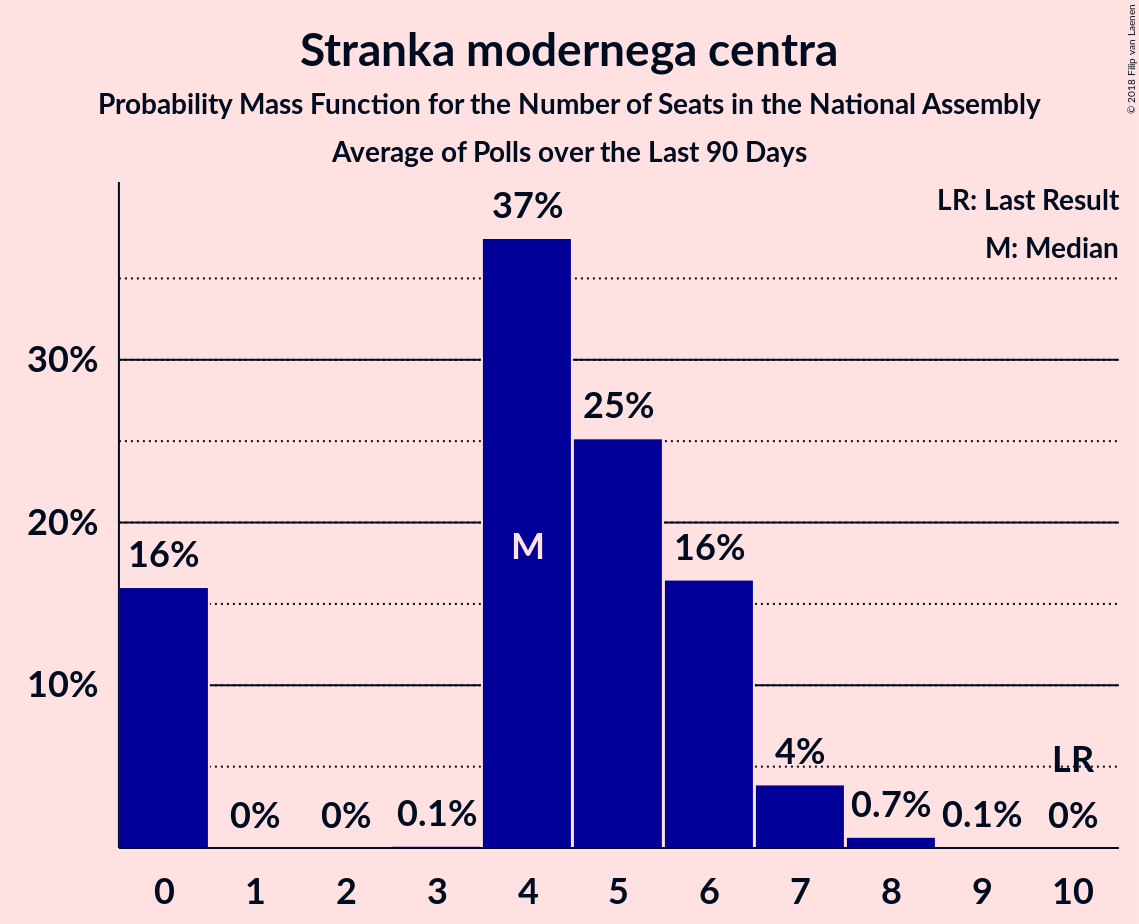 Stranka modernega centra
Probability Mass Function for the Number of Seats in the National Assembly
Average of Polls over the Last 90 Days
© 2018 Filip van Laenen
LR: Last Result
M: Median
37%
30%
25%
20%
16%
M
16%
10%
4%
LR
0%
0%
0.1%
0.7%
0.1%
0%
0 1 2 3 4 5 6 7 8 9 10